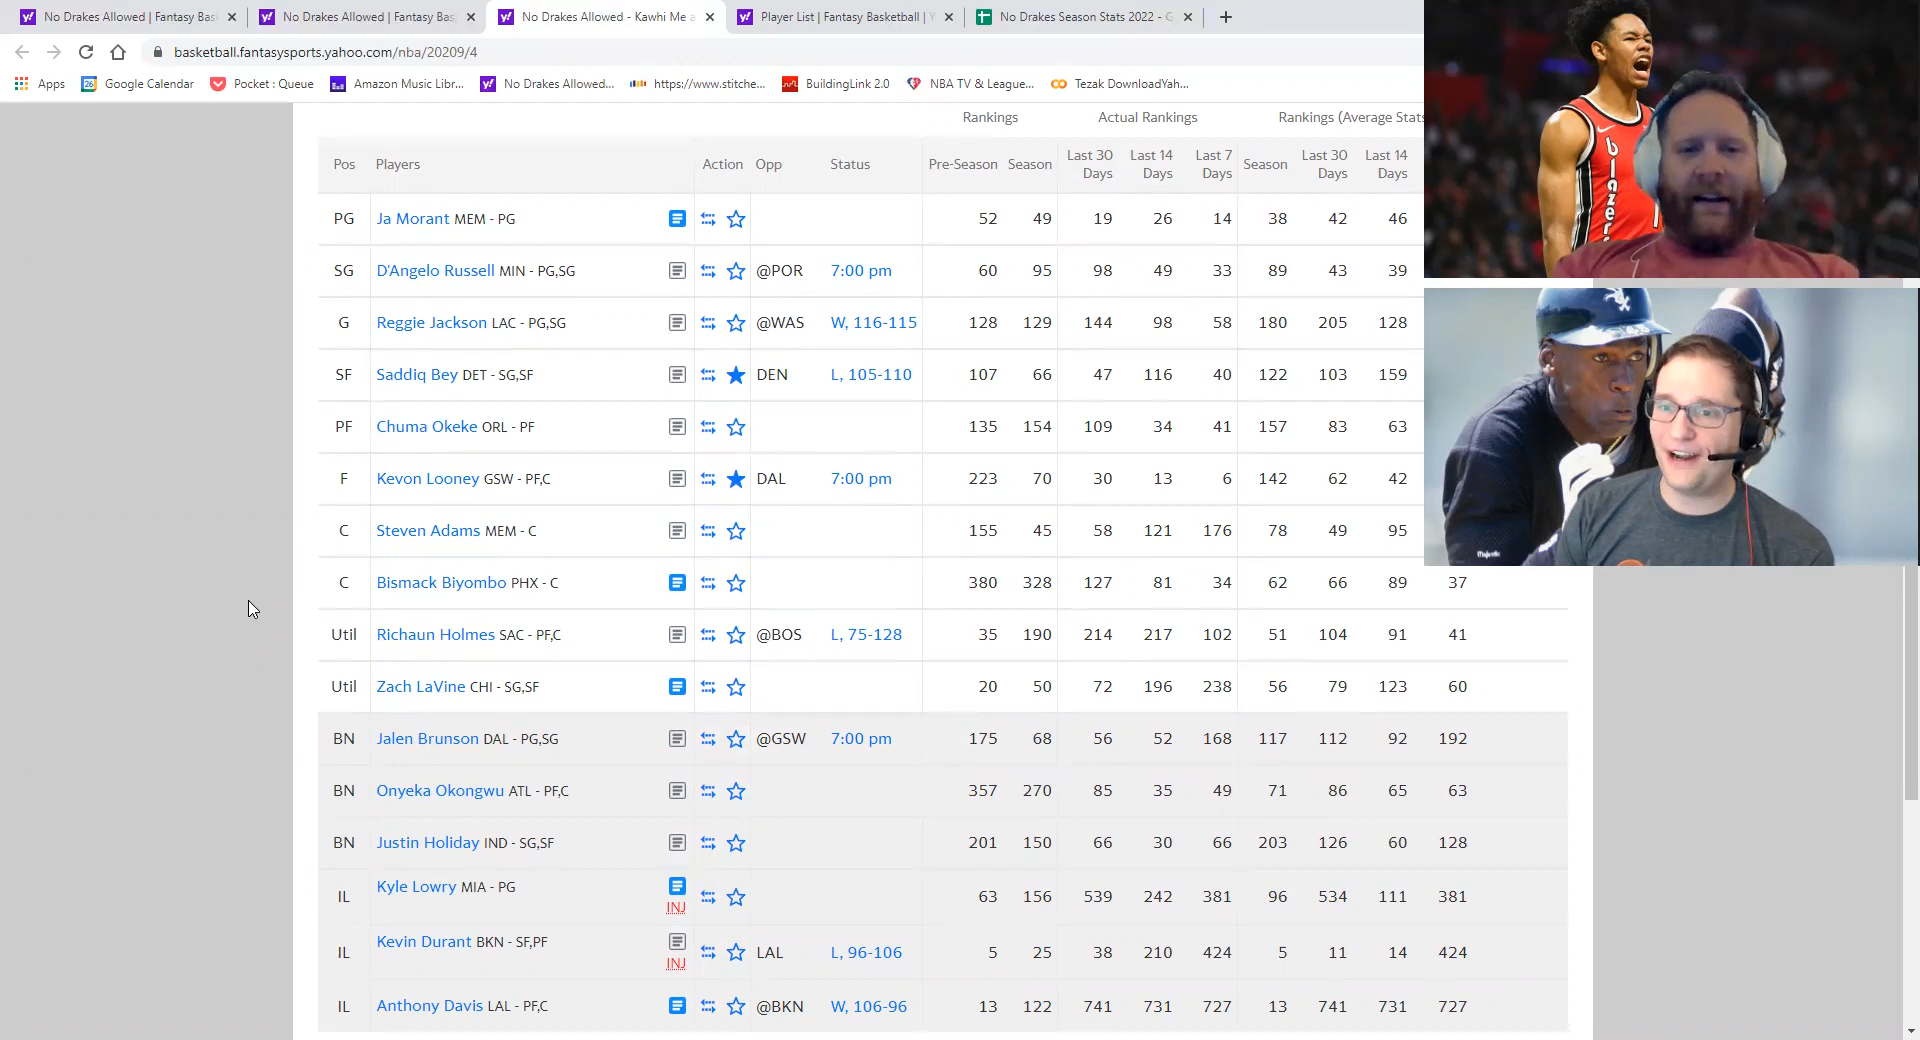 No Drakes Allowed | Fantasy Bas
No Drakes Allowed | Fantasy Bas
No Drakes Allowed - Kawhi Me a
Player List | Fantasy Basketball | Y
No Drakes Season Stats 2022 - G
basketball.fantasysports.yahoo.com/nba/20209/4
Apps
Google Calendar
Pocket : Queue
Amazon Music Libr...
No Drakes Allowed...
https://www.stitche...
BuildingLink 2.0
NBA TV & League...
Tezak DownloadYah...
Rankings Actual Rankings Rankings (Average Stats
Pos Players Action Opp Status Pre-Season Season Last 30 Days Last 14 Days Last 7 Days Season Last 30 Days Last 14 Days
PG Ja Morant MEM - PG 52 49 19 26 14 38 42 46
SG D'Angelo Russell MIN - PG,SG @POR 7:00 pm 60 95 98 49 33 89 43 39
G Reggie Jackson LAC - PG,SG @WAS W, 116-115 128 129 144 98 58 180 205 128
SF Saddiq Bey DET - SG,SF DEN L, 105-110 107 66 47 116 40 122 103 159
PF Chuma Okeke ORL - PF 135 154 109 34 41 157 83 63
F Kevon Looney GSW - PF,C DAL 7:00 pm 223 70 30 13 6 142 62 42
C Steven Adams MEM - C 155 45 58 121 176 78 49 95
C Bismack Biyombo PHX - C 380 328 127 81 34 62 66 89 37
Util Richaun Holmes SAC - PF,C @BOS L, 75-128 35 190 214 217 102 51 104 91 41
Util Zach LaVine CHI - SG,SF 20 50 72 196 238 56 79 123 60
BN Jalen Brunson DAL - PG,SG @GSW 7:00 pm 175 68 56 52 168 117 112 92 192
BN Onyeka Okongwu ATL - PF,C 357 270 85 35 49 71 86 65 63
BN Justin Holiday IND - SG,SF 201 150 66 30 66 203 126 60 128
IL Kyle Lowry MIA - PG INJ 63 156 539 242 381 96 534 111 381
IL Kevin Durant BKN - SF,PF INJ LAL L, 96-106 5 25 38 210 424 5 11 14 424
IL Anthony Davis LAL - PF,C @BKN W, 106-96 13 122 741 731 727 13 741 731 727
blazers
Majestic